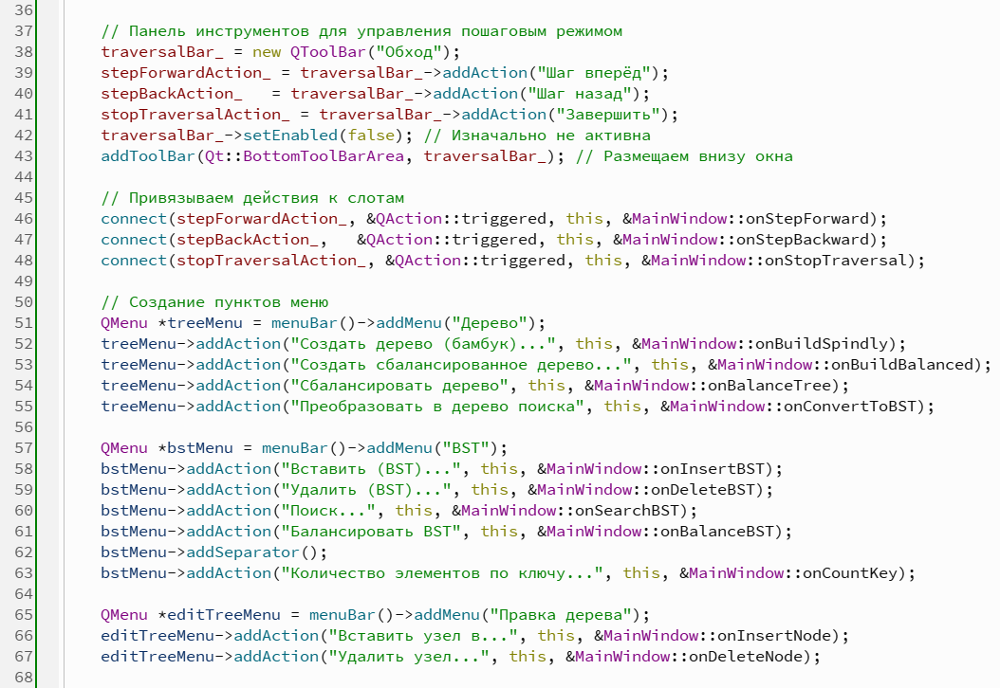 36
37 // Панель инструментов для управления пошаговым режимом
38 traversalBar_ = new QToolBar("Обход");
39 stepForwardAction_ = traversalBar_->addAction("Шаг вперёд");
40 stepBackAction_   = traversalBar_->addAction("Шаг назад");
41 stopTraversalAction_ = traversalBar_->addAction("Завершить");
42 traversalBar_->setEnabled(false); // Изначально не активна
43 addToolBar(Qt::BottomToolBarArea, traversalBar_); // Размещаем внизу окна
44
45 // Привязываем действия к слотам
46 connect(stepForwardAction_, &QAction::triggered, this, &MainWindow::onStepForward);
47 connect(stepBackAction_,   &QAction::triggered, this, &MainWindow::onStepBackward);
48 connect(stopTraversalAction_, &QAction::triggered, this, &MainWindow::onStopTraversal);
49
50 // Создание пунктов меню
51 QMenu *treeMenu = menuBar()->addMenu("Дерево");
52 treeMenu->addAction("Создать дерево (бамбук)...", this, &MainWindow::onBuildSpindly);
53 treeMenu->addAction("Создать сбалансированное дерево...", this, &MainWindow::onBuildBalanced);
54 treeMenu->addAction("Сбалансировать дерево", this, &MainWindow::onBalanceTree);
55 treeMenu->addAction("Преобразовать в дерево поиска", this, &MainWindow::onConvertToBST);
56
57 QMenu *bstMenu = menuBar()->addMenu("BST");
58 bstMenu->addAction("Вставить (BST)...", this, &MainWindow::onInsertBST);
59 bstMenu->addAction("Удалить (BST)...", this, &MainWindow::onDeleteBST);
60 bstMenu->addAction("Поиск...", this, &MainWindow::onSearchBST);
61 bstMenu->addAction("Балансировать BST", this, &MainWindow::onBalanceBST);
62 bstMenu->addSeparator();
63 bstMenu->addAction("Количество элементов по ключу...", this, &MainWindow::onCountKey);
64
65 QMenu *editTreeMenu = menuBar()->addMenu("Правка дерева");
66 editTreeMenu->addAction("Вставить узел в...", this, &MainWindow::onInsertNode);
67 editTreeMenu->addAction("Удалить узел...", this, &MainWindow::onDeleteNode);
68